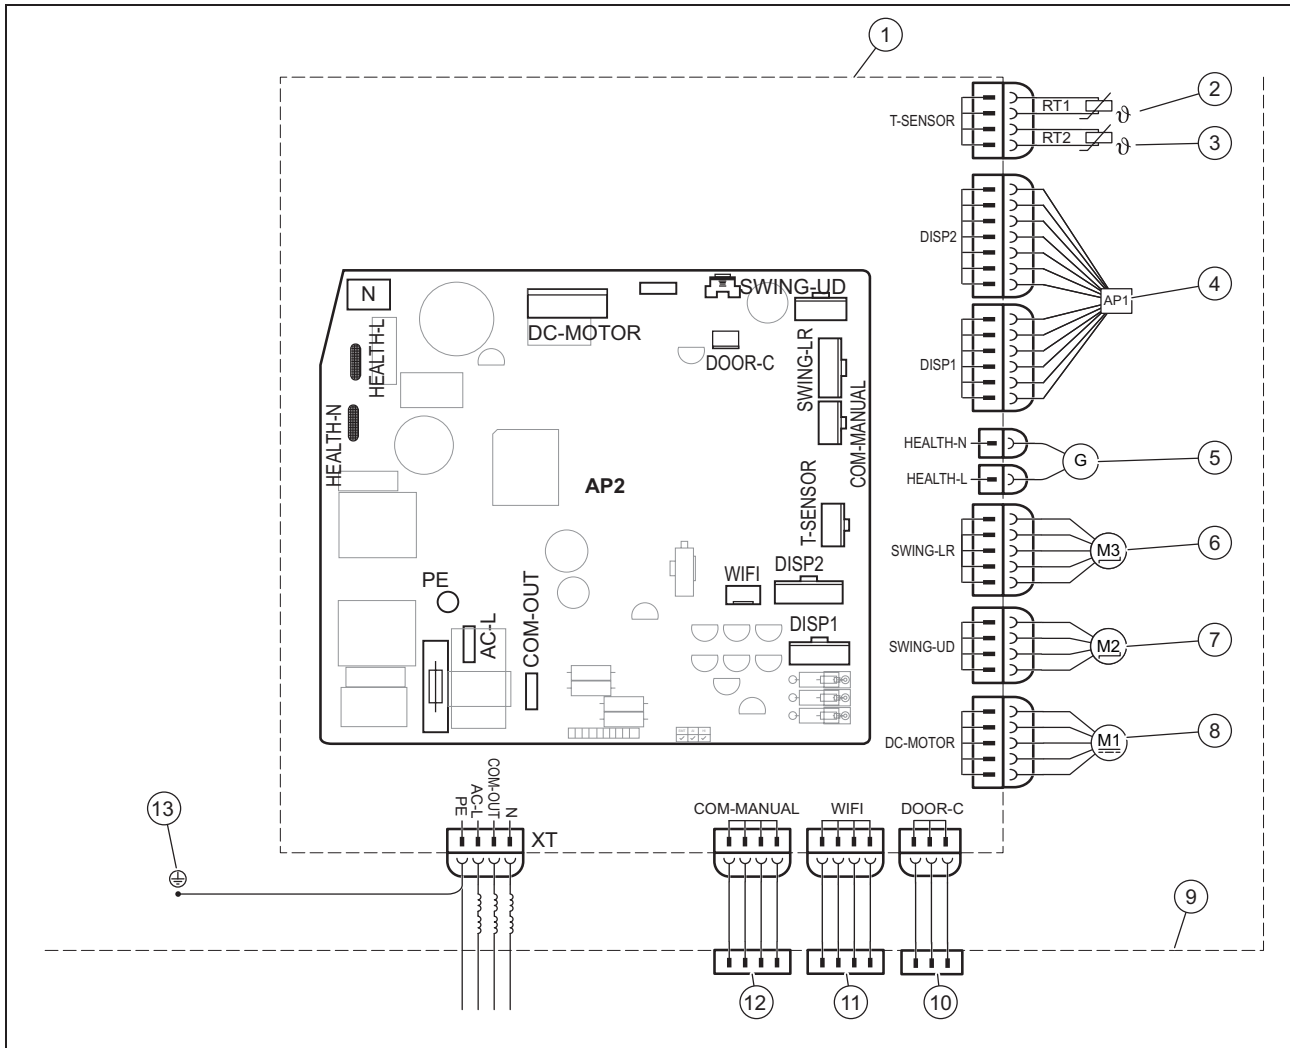 1
2
RT1
ϑ
T-SENSOR
RT2
ϑ
3
DISP2
4
AP1
N
SWING-UD
DC-MOTOR
HEALTH-L
DOOR-C
SWING-LR
DISP1
COM-MANUAL
HEALTH-N
HEALTH-N
G
5
HEALTH-L
AP2
T-SENSOR
SWING-LR
M3
6
PE
WIFI
DISP2
COM-OUT
AC-L
DISP1
SWING-UD
M2
7
DC-MOTOR
M1
8
13
PE
AC-L
COM-OUT
N
XT
COM-MANUAL
WIFI
DOOR-C
9
12
11
10